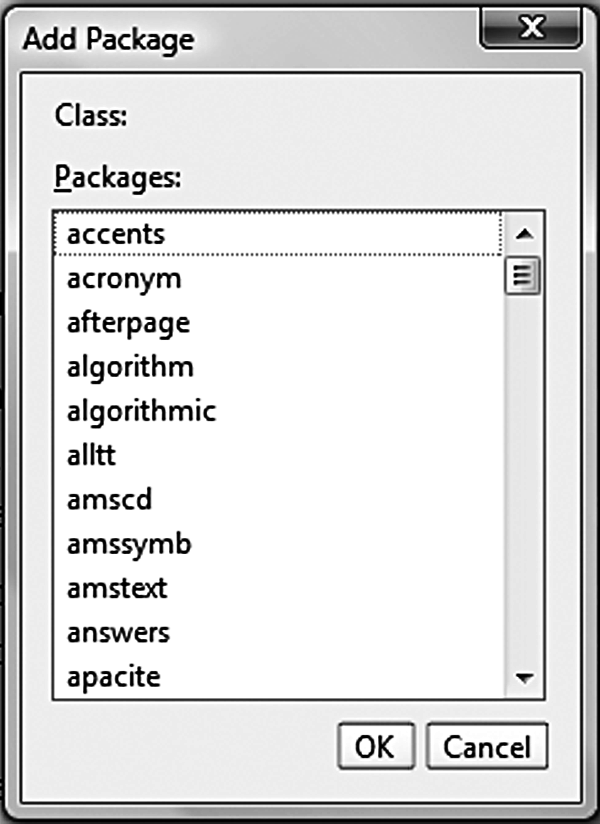 Add Package
X
Class:
Packages:
accents
acronym
afterpage
algorithm
algorithmic
alltt
amscd
amssymb
amstext
answers
apacite
OK
Cancel